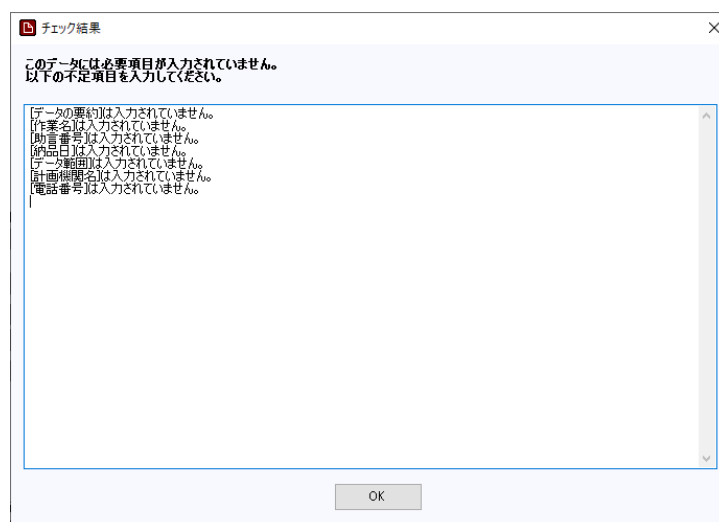 チェック結果
このデータには必要項目が入力されていません。
以下の不足項目を入力してください。
[データの要約]は入力されていません。
[作業名]は入力されていません。
[助言番号]は入力されていません。
[納品日]は入力されていません。
[データ範囲]は入力されていません。
[計画機関名]は入力されていません。
[電話番号]は入力されていません。
OK